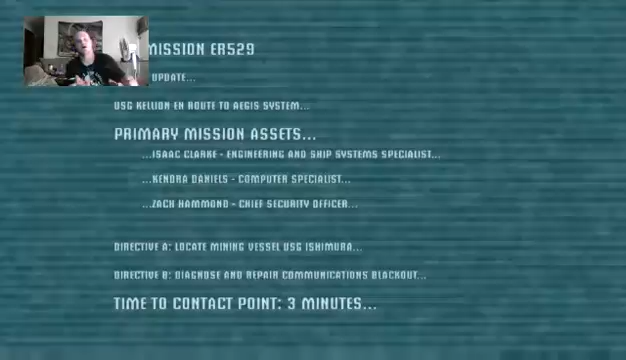 MISSION ER529
UPDATE...
USG KELLION EN ROUTE TO AEGIS SYSTEM...
PRIMARY MISSION ASSETS...
...ISAAC CLARKE - ENGINEERING AND SHIP SYSTEMS SPECIALIST...
...KENDRA DANIELS - COMPUTER SPECIALIST...
...ZACH HAMMOND - CHIEF SECURITY OFFICER...
DIRECTIVE A: LOCATE MINING VESSEL USG ISHIMURA...
DIRECTIVE B: DIAGNOSE AND REPAIR COMMUNICATIONS BLACKOUT...
TIME TO CONTACT POINT: 3 MINUTES...